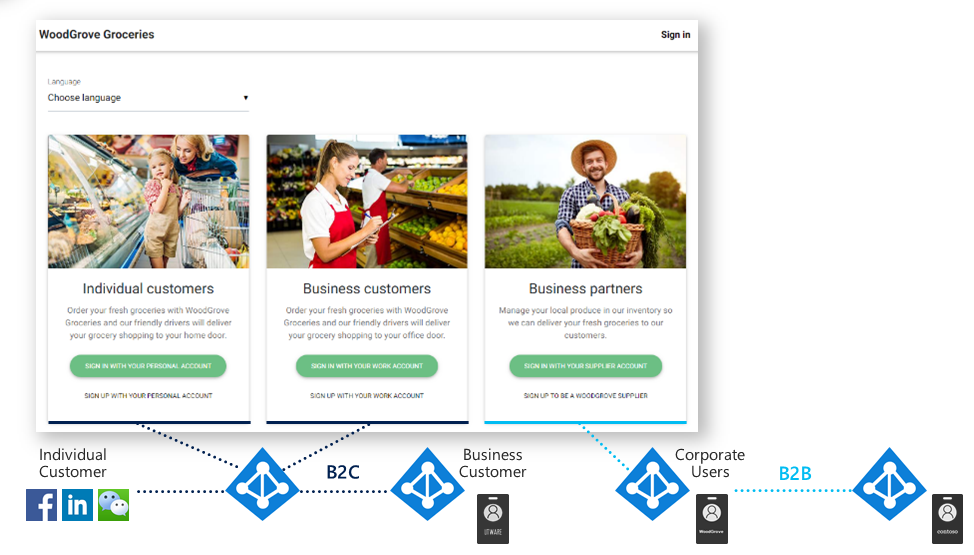 WoodGrove Groceries
Sign in
Language
Choose language
Individual customers
Order your fresh groceries with WoodGrove
Groceries and our friendly drivers will deliver
your grocery shopping to your home door.
SIGN IN WITH YOUR PERSONAL ACCOUNT
SIGN UP WITH YOUR PERSONAL ACCOUNT
Business customers
Order your fresh groceries with WoodGrove
Groceries and our friendly drivers will deliver
your grocery shopping to your office door.
SIGN IN WITH YOUR WORK ACCOUNT
SIGN UP WITH YOUR WORK ACCOUNT
Business partners
Manage your local produce in our inventory so
we can deliver your fresh groceries to our
customers.
SIGN IN WITH YOUR SUPPLIER ACCOUNT
SIGN UP TO BE A WOODGROVE SUPPLIER
Individual
Customer
f
in
B2C
Business
Customer
Corporate
Users
WoodGrove
B2B
contoso